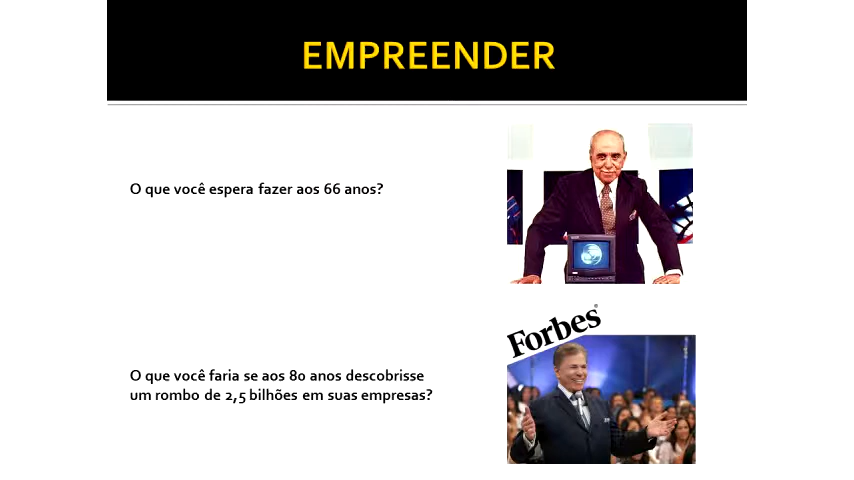 EMPREENDER
O que você espera fazer aos 66 anos?
Forbes
O que você faria se aos 80 anos descobrisse
um rombo de 2,5 bilhões em suas empresas?